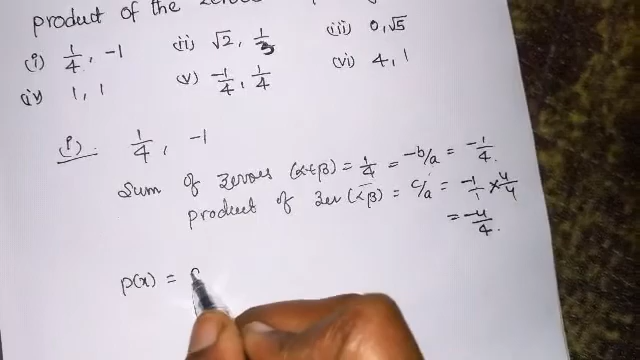 product of the zeroes
(i) 1/4, -1 (ii) √2, 1/3 (iii) 0, √5
(iv) 1, 1 (v) -1/4, 1/4 (vi) 4, 1
(i) 1/4, -1
Sum of zeroes (α+β) = 1/4 = -b/a = -1/4.
product of zer (αβ) = c/a = -1/1 × 4/4
= -4/4.
p(x) =